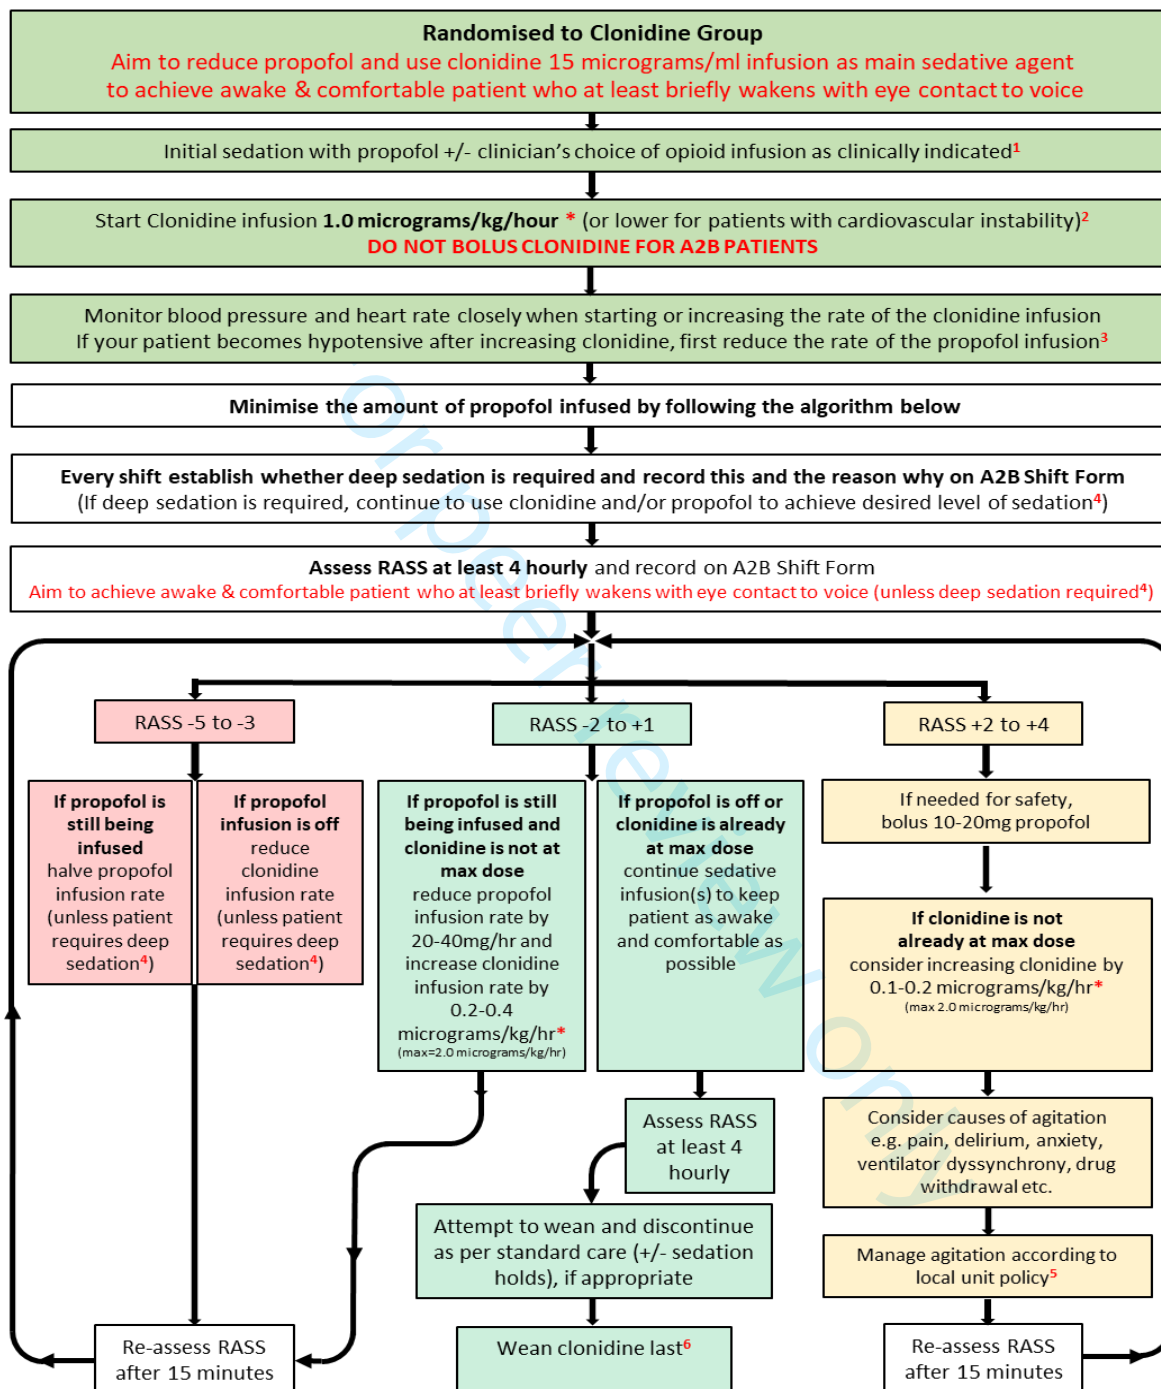 Randomised to Clonidine Group
Aim to reduce propofol and use clonidine 15 micrograms/ml infusion as main sedative agent
to achieve awake & comfortable patient who at least briefly wakens with eye contact to voice
Initial sedation with propofol +/- clinician's choice of opioid infusion as clinically indicated1
Start Clonidine infusion 1.0 micrograms/kg/hour * (or lower for patients with cardiovascular instability)2
DO NOT BOLUS CLONIDINE FOR A2B PATIENTS
Monitor blood pressure and heart rate closely when starting or increasing the rate of the clonidine infusion
If your patient becomes hypotensive after increasing clonidine, first reduce the rate of the propofol infusion3
Minimise the amount of propofol infused by following the algorithm below
Every shift establish whether deep sedation is required and record this and the reason why on A2B Shift Form
(If deep sedation is required, continue to use clonidine and/or propofol to achieve desired level of sedation4)
Assess RASS at least 4 hourly and record on A2B Shift Form
Aim to achieve awake & comfortable patient who at least briefly wakens with eye contact to voice (unless deep sedation required4)
RASS -5 to -3
If propofol is
still being
infused
halve propofol
infusion rate
(unless patient
requires deep
sedation4)
If propofol
infusion is off
reduce
clonidine
infusion rate
(unless patient
requires deep
sedation4)
Re-assess RASS
after 15 minutes
RASS -2 to +1
If propofol is still
being infused and
clonidine is not at
max dose
reduce propofol
infusion rate by
20-40mg/hr and
increase clonidine
infusion rate by
0.2-0.4
micrograms/kg/hr*
(max=2.0 micrograms/kg/hr)
If propofol is off or
clonidine is already
at max dose
continue sedative
infusion(s) to keep
patient as awake
and comfortable as
possible
Assess RASS
at least 4
hourly
Attempt to wean and discontinue
as per standard care (+/- sedation
holds), if appropriate
Wean clonidine last6
RASS +2 to +4
If needed for safety,
bolus 10-20mg propofol
If clonidine is not
already at max dose
consider increasing clonidine by
0.1-0.2 micrograms/kg/hr*
(max 2.0 micrograms/kg/hr)
Consider causes of agitation
e.g. pain, delirium, anxiety,
ventilator dyssynchrony, drug
withdrawal etc.
Manage agitation according to
local unit policy5
Re-assess RASS
after 15 minutes
or peer review only